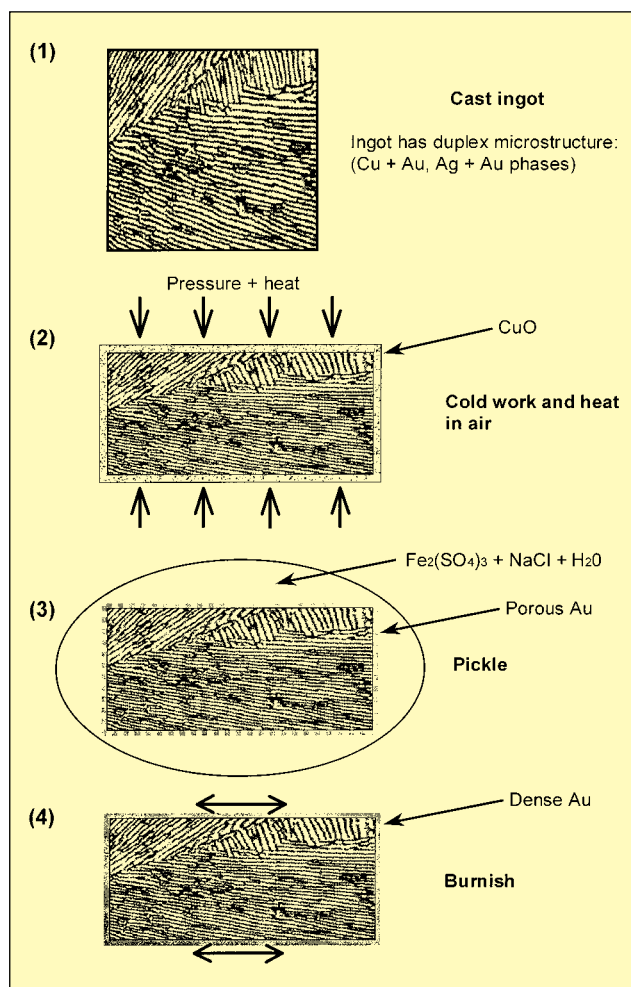 (1)
Cast ingot
Ingot has duplex microstructure:
(Cu + Au, Ag + Au phases)
Pressure + heat
(2)
CuO
Cold work and heat
in air
Fe₂(SO₄)₃ + NaCl + H₂0
(3)
Porous Au
Pickle
(4)
Dense Au
Burnish